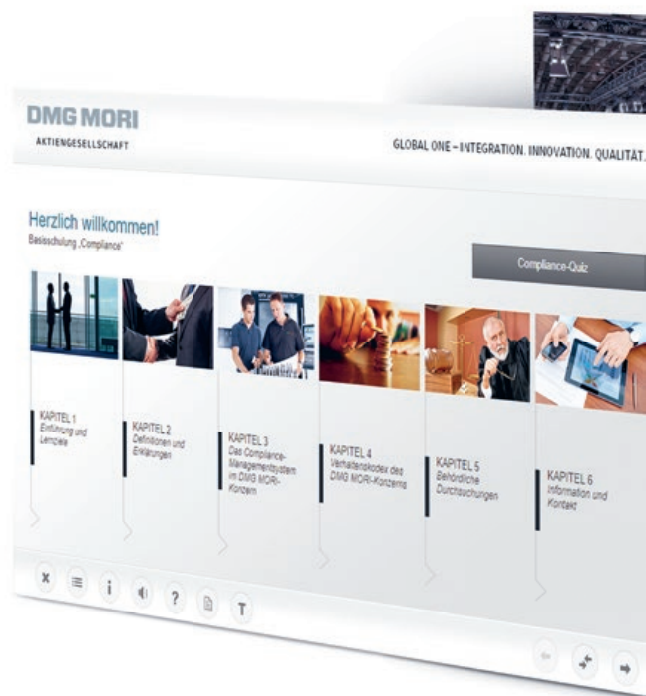 DMG MORI
AKTIENGESELLSCHAFT
GLOBAL ONE – INTEGRATION. INNOVATION. QUALITÄT.
Herzlich willkommen!
Basisschulung „Compliance“
Compliance-Quiz
KAPITEL 1
Einführung und
Lernziele
KAPITEL 2
Definitionen und
Erklärungen
KAPITEL 3
Das Compliance-
Managementsystem
im DMG MORI-
Konzern
KAPITEL 4
Verhaltenskodex des
DMG MORI-Konzerns
KAPITEL 5
Behördliche
Durchsuchungen
KAPITEL 6
Information und
Kontakt
x
i
?
T